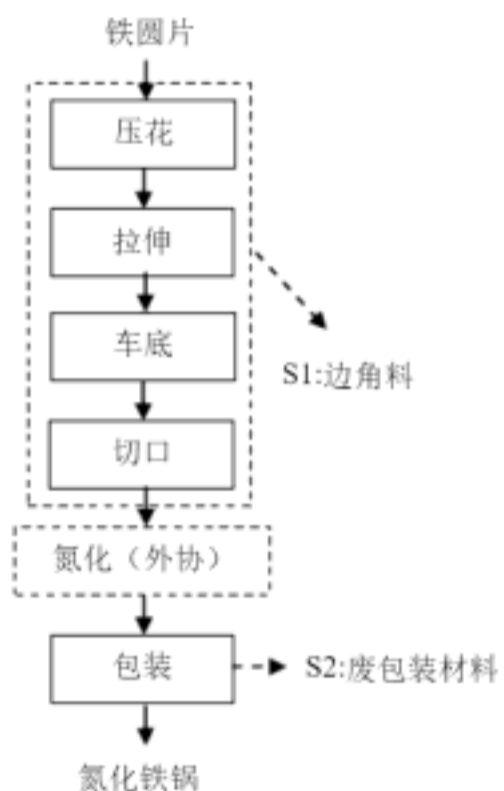 铁圆片
压花
拉伸
车底
S1:边角料
切口
氮化（外协）
包装
S2:废包装材料
氮化铁锅